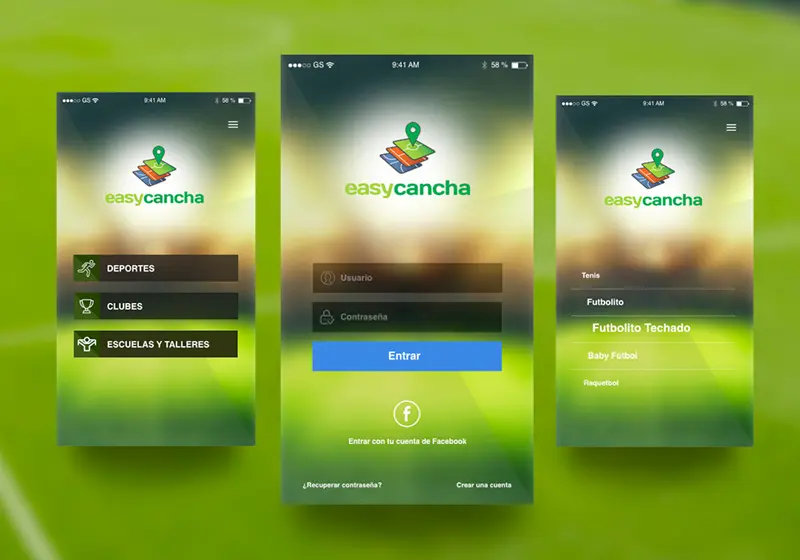 GS 9:41 AM 58 %
easycancha
DEPORTES
CLUBES
ESCUELAS Y TALLERES
GS 9:41 AM 58 %
easycancha
Usuario
Contraseña
Entrar
Entrar con tu cuenta de Facebook
¿Recuperar contraseña? Crear una cuenta
GS 9:41 AM 58 %
easycancha
Tenis
Futbolito
Futbolito Techado
Baby Fútbol
Raquetbol